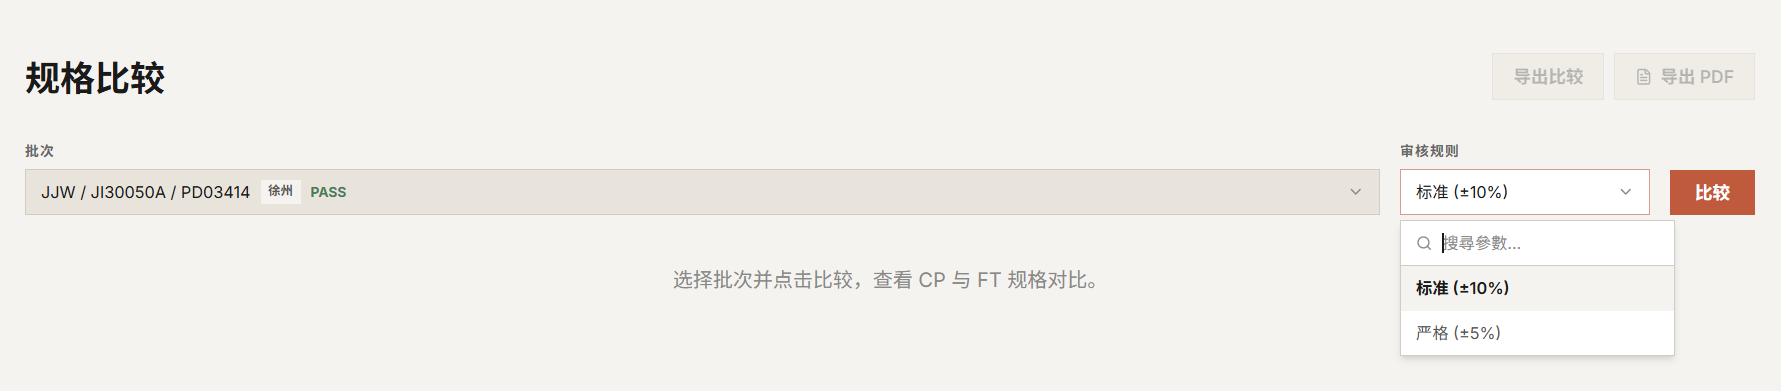 规格比较
导出比较
导出 PDF
批次
审核规则
JJW / JI30050A / PD03414 徐州 PASS
标准 (±10%)
比较
搜尋參數...
标准 (±10%)
严格 (±5%)
选择批次并点击比较，查看 CP 与 FT 规格对比。